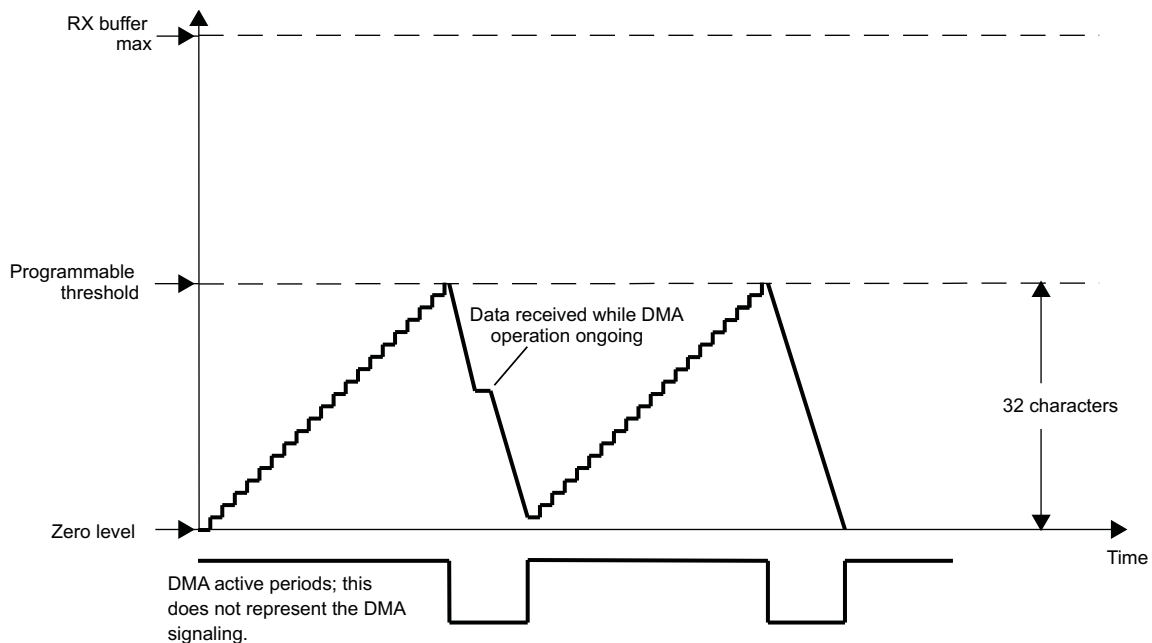 RX buffer
max
Programmable
threshold
Data received while DMA
operation ongoing
32 characters
Zero level
Time
DMA active periods; this
does not represent the DMA
signaling.